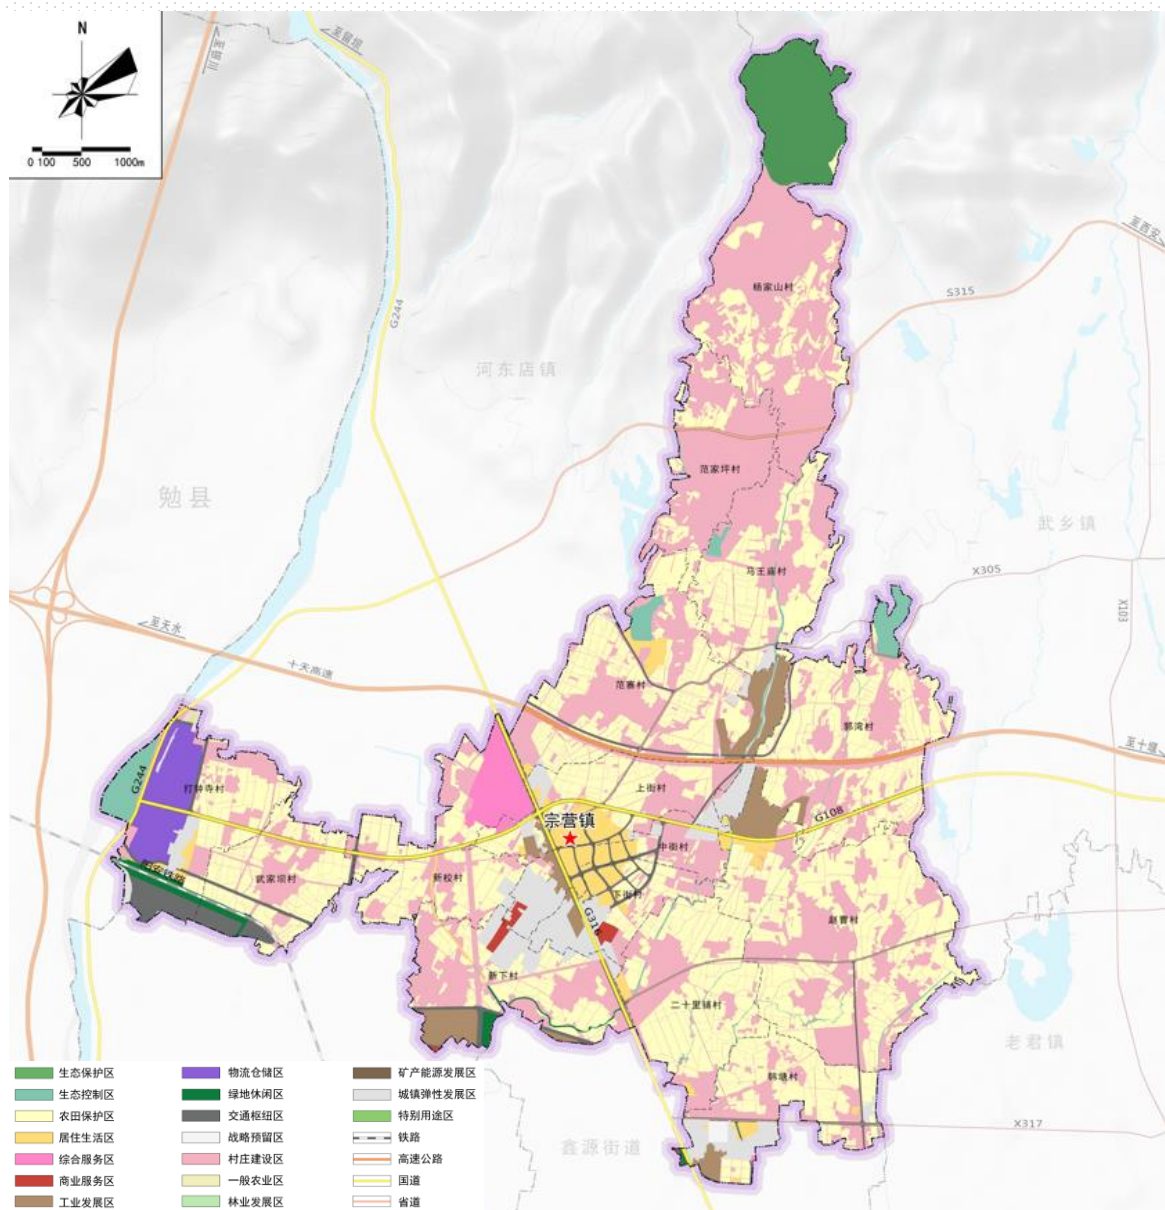 N
0 100 500 1000m
至银川
至留坝
至西安
S315
杨家山村
G244
河东店镇
范家坪村
勉县
武乡镇
马王庙村
X305
X103
至天水
十天高速
范寨村
郭湾村
至十堰
G244
打钟寺村
上街村
宗营镇
G108
中街村
新校村
武家坝村
下街村
G316
赵曹村
新下村
二十里铺村
老君镇
韩塘村
X317
鑫源街道
生态保护区
生态控制区
农田保护区
居住生活区
综合服务区
商业服务区
工业发展区
物流仓储区
绿地休闲区
交通枢纽区
战略预留区
村庄建设区
一般农业区
林业发展区
矿产能源发展区
城镇弹性发展区
特别用途区
铁路
高速公路
国道
省道